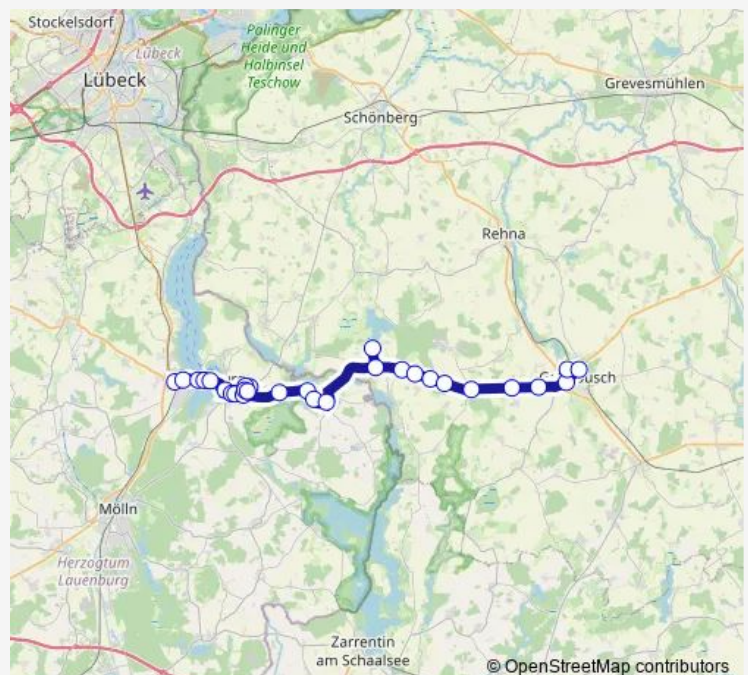 Stockelsdorf
Lübeck
Lübeck
Palinger
Heide und
Halbinsel
Teschow
Grevesmühlen
Schönberg
Rehna
Mölln
Herzogtum
Lauenburg
Zarrentin
am Schaalsee
© OpenStreetMap contributors